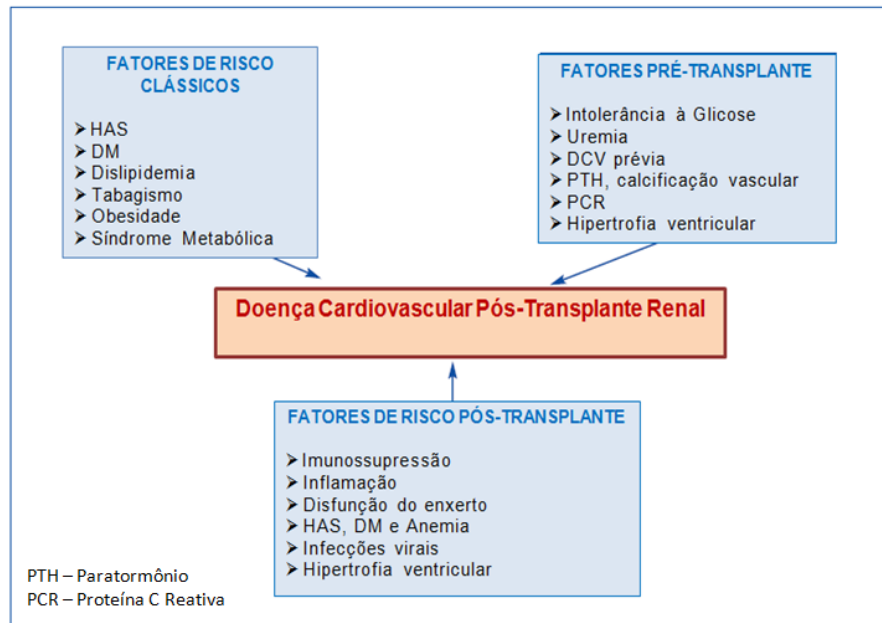 FATORES DE RISCO
CLÁSSICOS
➢ HAS
➢ DM
➢ Dislipidemia
➢ Tabagismo
➢ Obesidade
➢ Síndrome Metabólica
FATORES PRÉ-TRANSPLANTE
➢ Intolerância à Glicose
➢ Uremia
➢ DCV prévia
➢ PTH, calcificação vascular
➢ PCR
➢ Hipertrofia ventricular
Doença Cardiovascular Pós-Transplante Renal
FATORES DE RISCO PÓS-TRANSPLANTE
➢ Imunossupressão
➢ Inflamação
➢ Disfunção do enxerto
➢ HAS, DM e Anemia
➢ Infecções virais
➢ Hipertrofia ventricular
PTH – Paratormônio
PCR – Proteína C Reativa